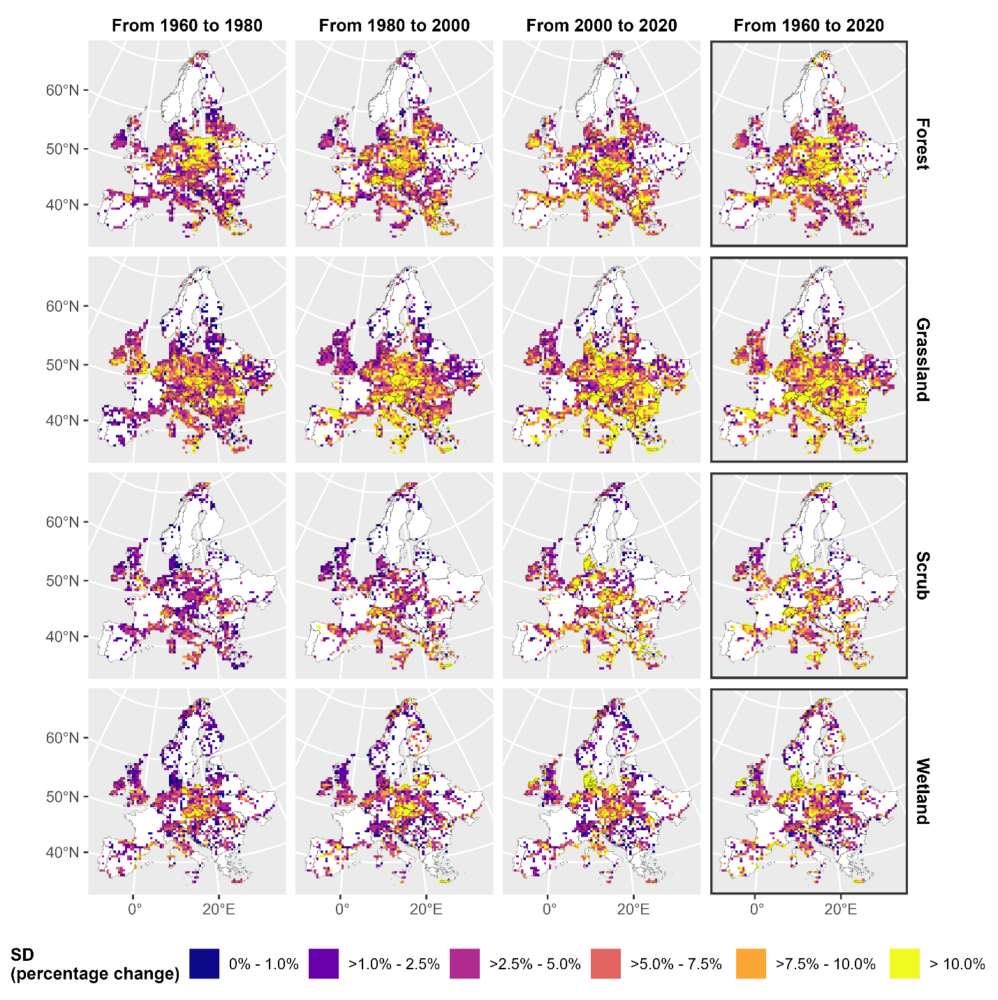 From 1960 to 1980 From 1980 to 2000 From 2000 to 2020 From 1960 to 2020
60°N
50°N
40°N
Forest
60°N
50°N
40°N
Grassland
60°N
50°N
40°N
Scrub
60°N
50°N
40°N
Wetland
0° 20°E 0° 20°E 0° 20°E 0° 20°E
SD
(percentage change)
0% - 1.0% >1.0% - 2.5% >2.5% - 5.0% >5.0% - 7.5% >7.5% - 10.0% > 10.0%